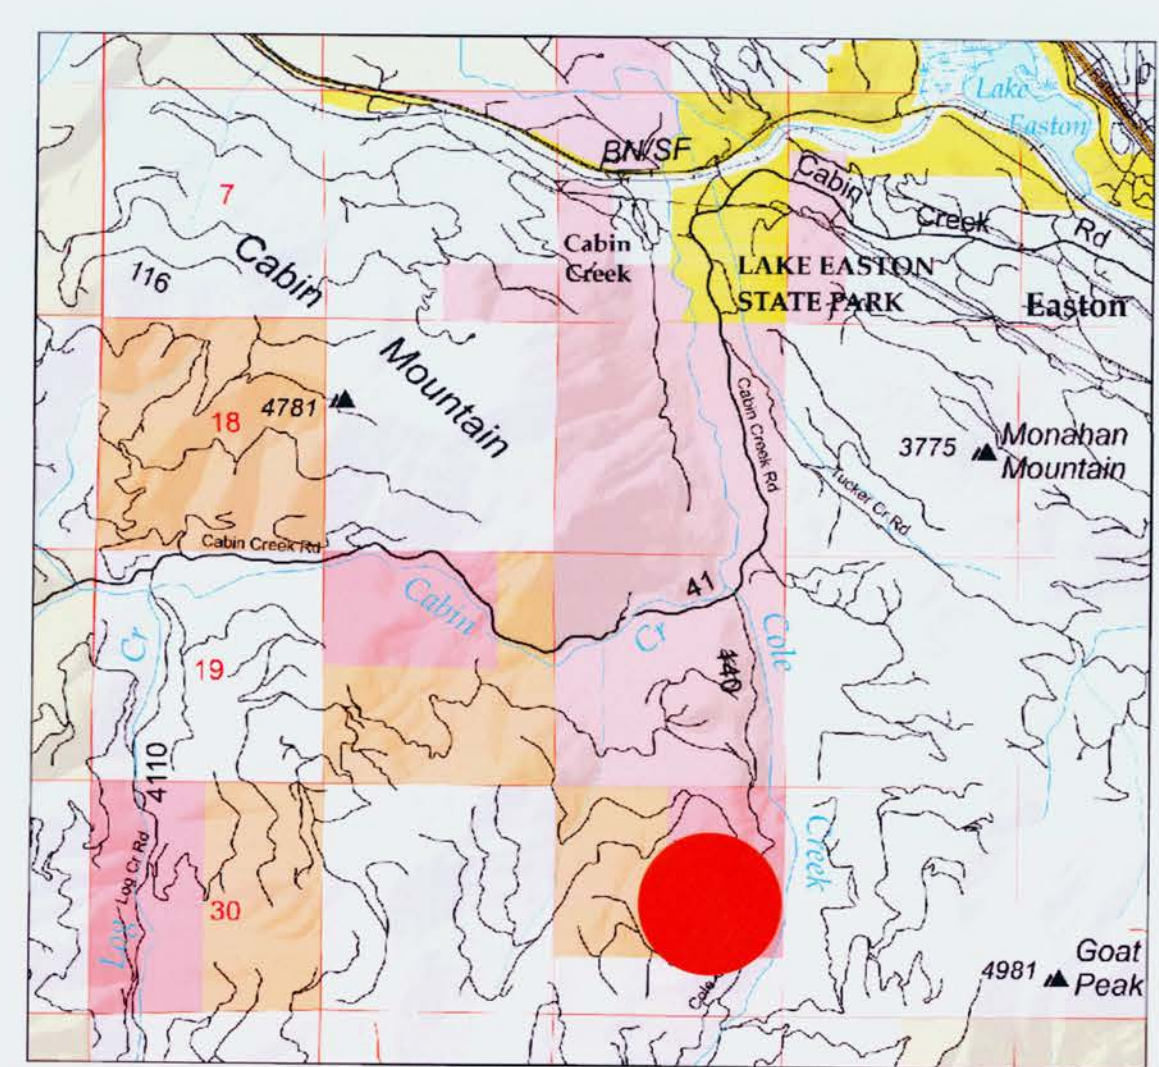 Lake
Easton
BN/SF
Cabin
Creek
Rd
7
Cabin
Creek
LAKE EASTON
STATE PARK
Easton
116
Cabin
Mountain
4781
18
3775
Monahan
Mountain
Cabin Creek Rd
Tucker Cr Rd
Cabin Creek Rd
41
Cabin
Cr
Cole
Cr
19
4110
Creek
Log Cr Rd
Log
30
4981
Goat
Peak
Cole